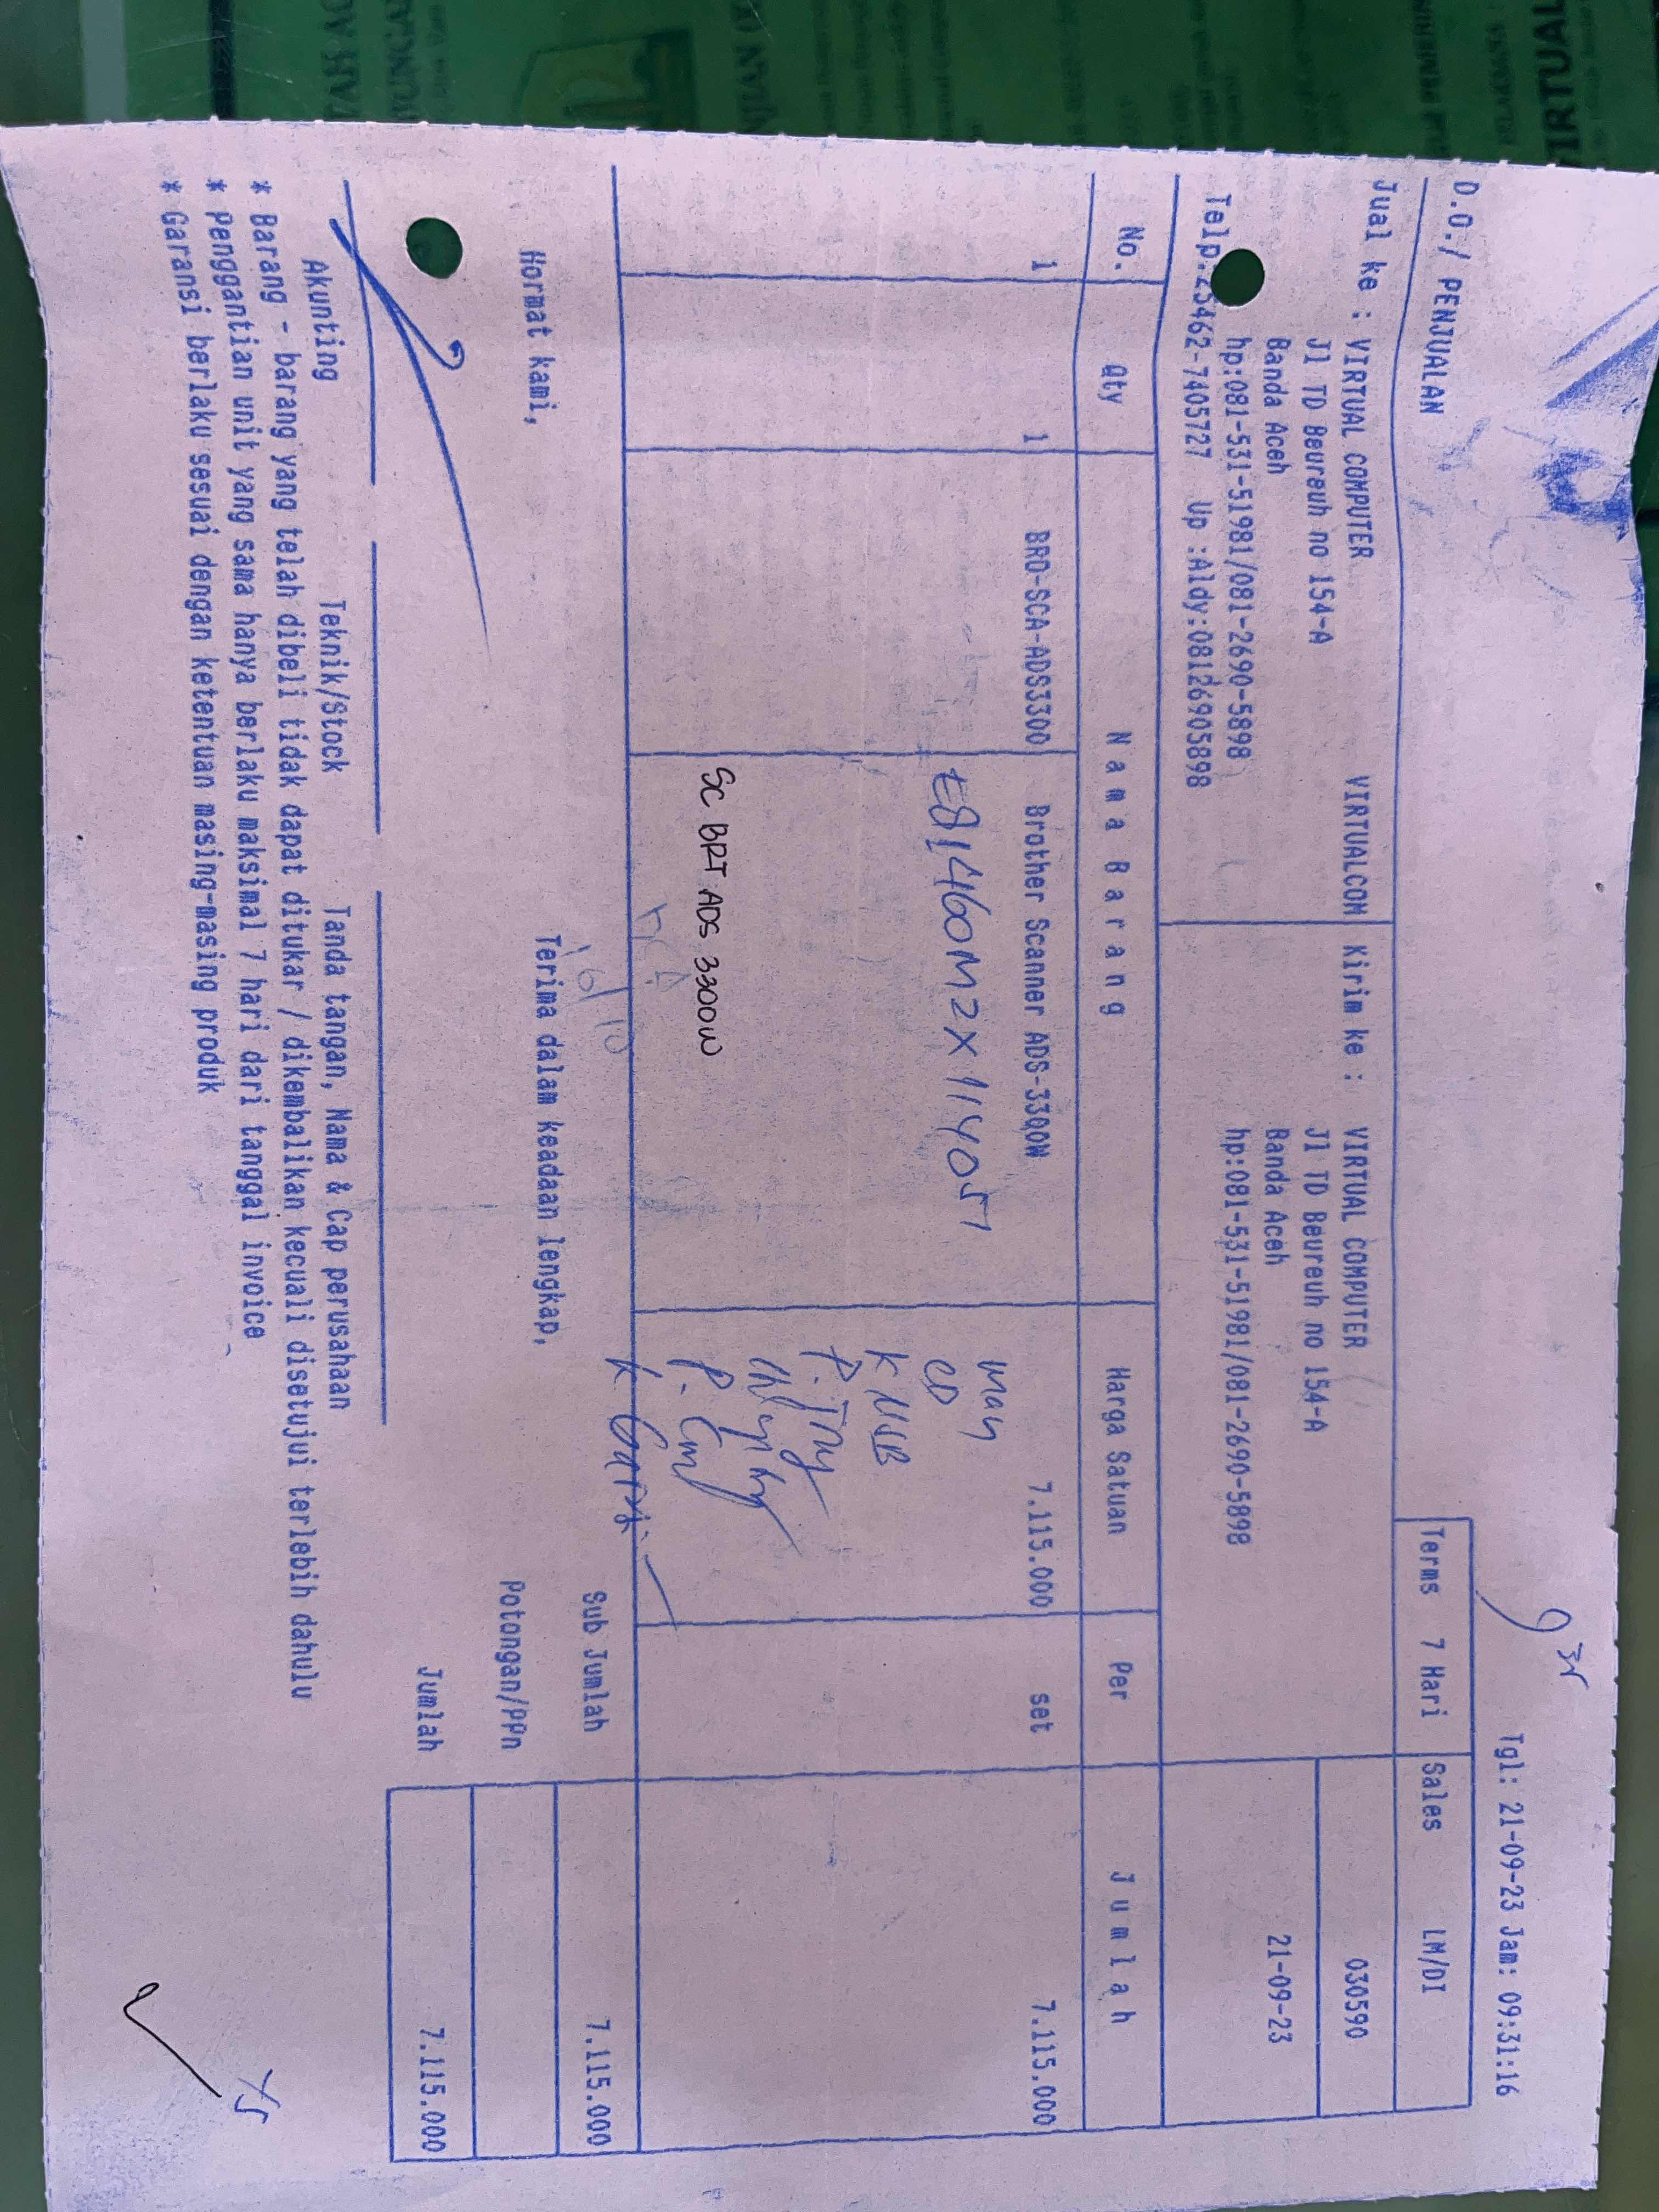 Tgl: 21-09-23 Jam: 09:31:16
D.O./ PENJUALAN
Terms 7 Hari Sales LM/DI
Jual ke : VIRTUAL COMPUTER VIRTUALCOM Kirim ke : VIRTUAL COMPUTER 030590
Jl TD Beureuh no 154-A Jl TD Beureuh no 154-A
Banda Aceh Banda Aceh 21-09-23
hp:081-531-51981/081-2690-5898 hp:081-531-51981/081-2690-5898
Telp. 5462-7405727 Up :Aldy:08126905898
No. Qty Nama Barang Harga Satuan Per Jumlah
1 1 BRO-SCA-ADS3300 Brother Scanner ADS-3300W 7.115.000 set 7.115.000
E81460M2X114051
CD
K. USB
SC BRT ADS 3300W
Sub Jumlah 7.115.000
Hormat kami, Terima dalam keadaan lengkap, Potongan/PPn
Jumlah 7.115.000
Akunting Teknik/Stock Tanda tangan, Nama & Cap perusahaan
* Barang - barang yang telah dibeli tidak dapat ditukar / dikembalikan kecuali disetujui terlebih dahulu
* Penggantian unit yang sama hanya berlaku maksimal 7 hari dari tanggal invoice
* Garansi berlaku sesuai dengan ketentuan masing-masing produk